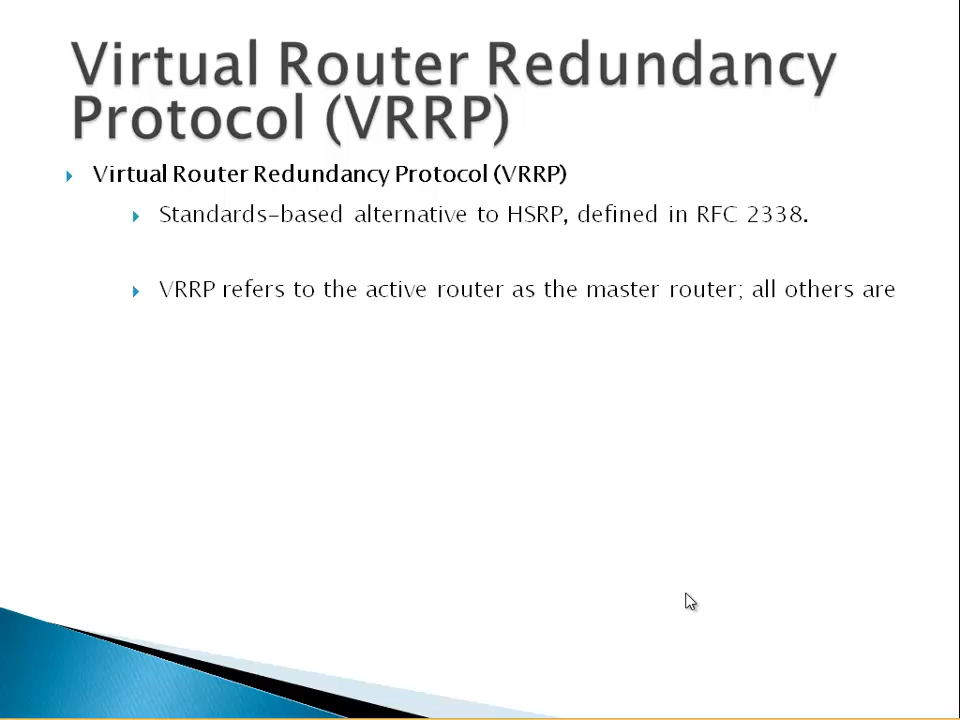 Virtual Router Redundancy
Protocol (VRRP)
Virtual Router Redundancy Protocol (VRRP)
Standards-based alternative to HSRP, defined in RFC 2338.
VRRP refers to the active router as the master router; all others are